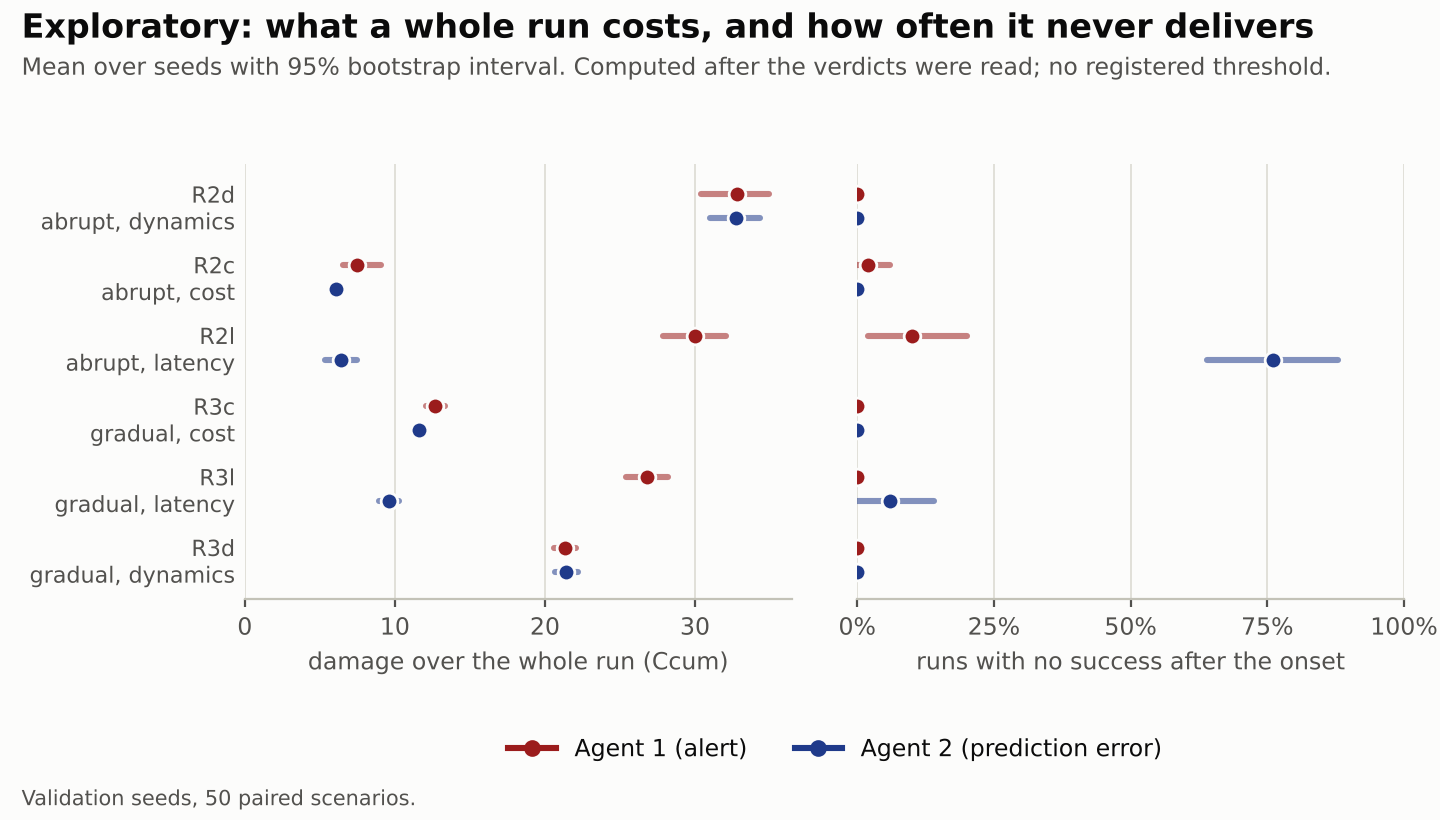 Exploratory: what a whole run costs, and how often it never delivers
Mean over seeds with 95% bootstrap interval. Computed after the verdicts were read; no registered threshold.
R2d
abrupt, dynamics
R2c
abrupt, cost
R2l
abrupt, latency
R3c
gradual, cost
R3l
gradual, latency
R3d
gradual, dynamics
0 10 20 30
damage over the whole run (Ccum)
0% 25% 50% 75% 100%
runs with no success after the onset
Agent 1 (alert) Agent 2 (prediction error)
Validation seeds, 50 paired scenarios.